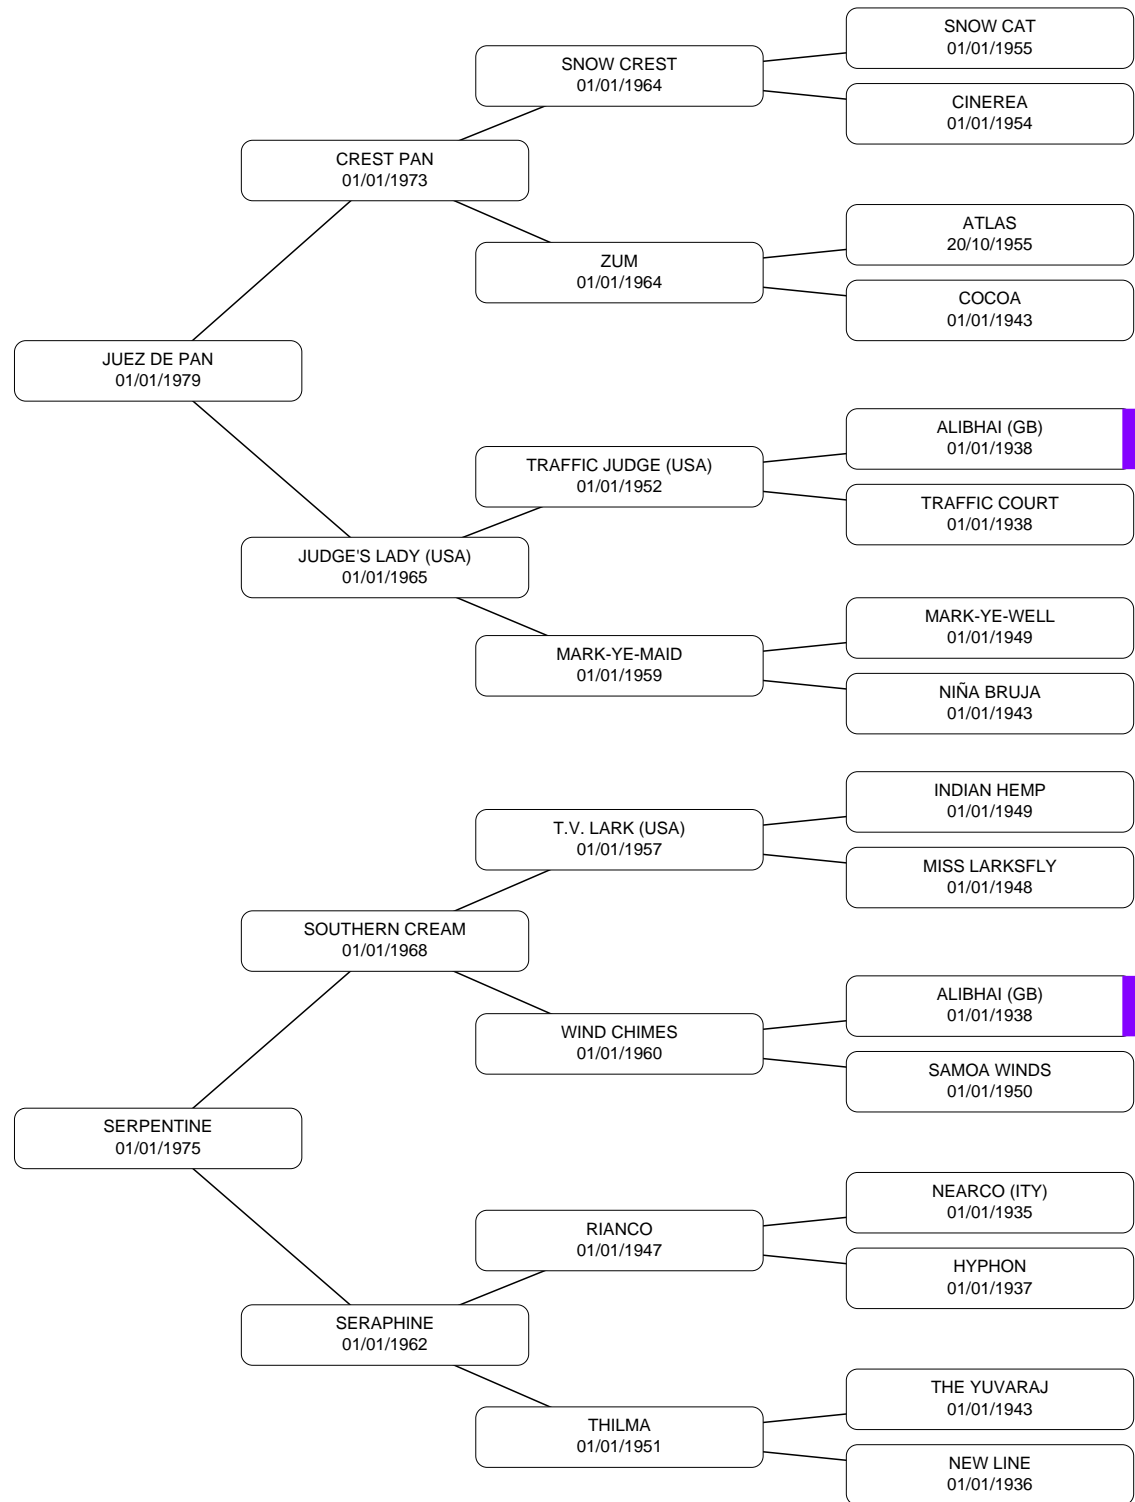 SNOW CAT
01/01/1955
SNOW CREST
01/01/1964
CINEREA
01/01/1954
CREST PAN
01/01/1973
ATLAS
20/10/1955
ZUM
01/01/1964
COCOA
01/01/1943
JUEZ DE PAN
01/01/1979
ALIBHAI (GB)
01/01/1938
TRAFFIC JUDGE (USA)
01/01/1952
TRAFFIC COURT
01/01/1938
JUDGE'S LADY (USA)
01/01/1965
MARK-YE-WELL
01/01/1949
MARK-YE-MAID
01/01/1959
NIÑA BRUJA
01/01/1943
INDIAN HEMP
01/01/1949
T.V. LARK (USA)
01/01/1957
MISS LARKSFLY
01/01/1948
SOUTHERN CREAM
01/01/1968
ALIBHAI (GB)
01/01/1938
WIND CHIMES
01/01/1960
SAMOA WINDS
01/01/1950
SERPENTINE
01/01/1975
NEARCO (ITY)
01/01/1935
RIANCO
01/01/1947
HYPHON
01/01/1937
SERAPHINE
01/01/1962
THE YUVARAJ
01/01/1943
THILMA
01/01/1951
NEW LINE
01/01/1936